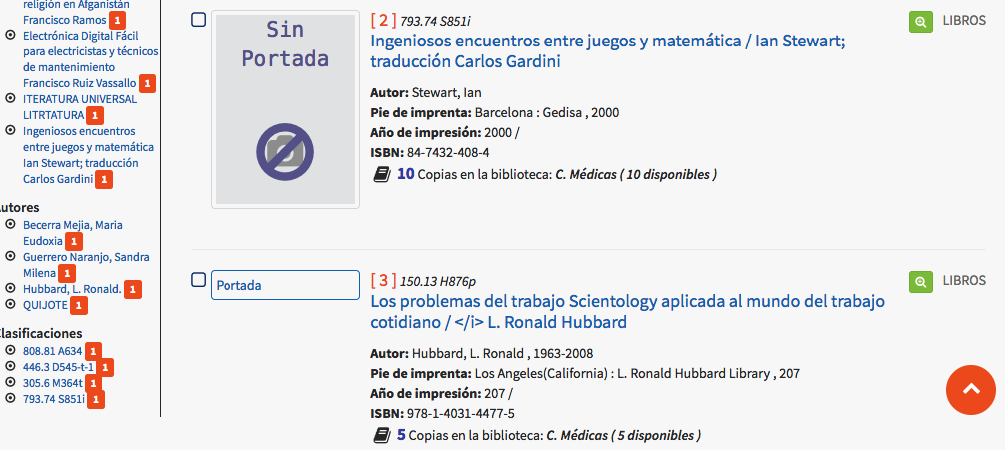 religión en Afganistán
Francisco Ramos 1
Electrónica Digital Fácil
para electricistas y técnicos
de mantenimiento
Francisco Ruiz Vassallo 1
ITERATURA UNIVERSAL
LITRTATURA 1
Ingeniosos encuentros
entre juegos y matemática
Ian Stewart; traducción
Carlos Gardini 1
utores
Becerra Mejia, Maria
Eudoxia 1
Guerrero Naranjo, Sandra
Milena 1
Hubbard, L. Ronald. 1
QUIJOTE 1
lasificaciones
808.81 A634 1
446.3 D545-t-1 1
305.6 M364t 1
793.74 S851i 1
Sin
Portada
[ 2 ] 793.74 S851i
LIBROS
Ingeniosos encuentros entre juegos y matemática / Ian Stewart;
traducción Carlos Gardini
Autor: Stewart, Ian
Pie de imprenta: Barcelona : Gedisa , 2000
Año de impresión: 2000 /
ISBN: 84-7432-408-4
10 Copias en la biblioteca: C. Médicas ( 10 disponibles )
Portada
[ 3 ] 150.13 H876p
LIBROS
Los problemas del trabajo Scientology aplicada al mundo del trabajo
cotidiano / </i> L. Ronald Hubbard
Autor: Hubbard, L. Ronald , 1963-2008
Pie de imprenta: Los Angeles(California) : L. Ronald Hubbard Library , 207
Año de impresión: 207 /
ISBN: 978-1-4031-4477-5
5 Copias en la biblioteca: C. Médicas ( 5 disponibles )